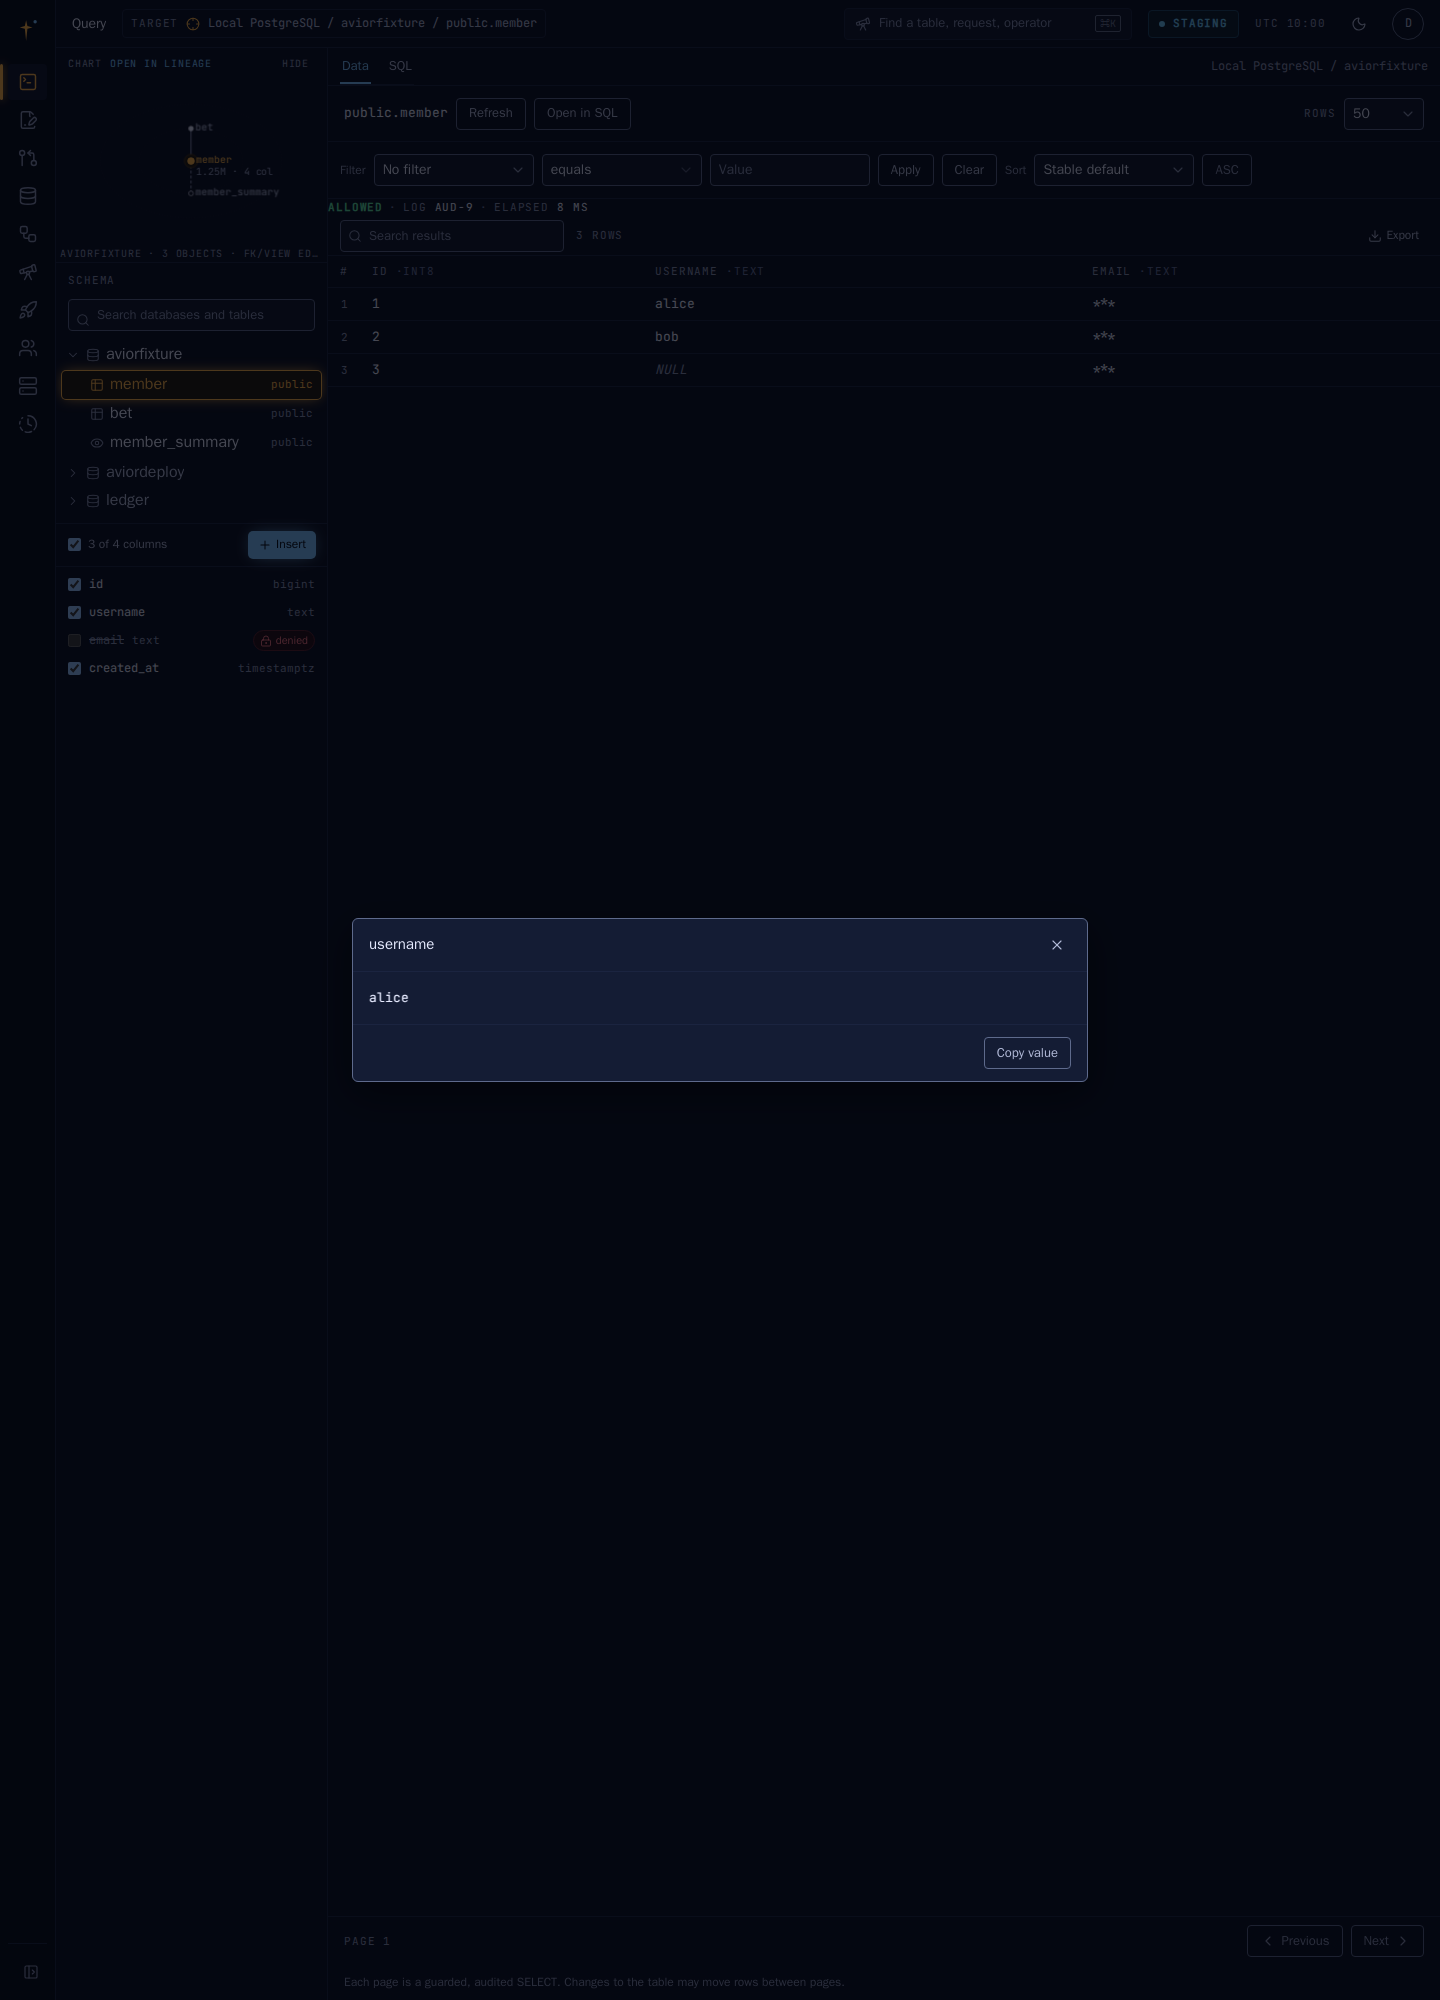 Query TARGET Local PostgreSQL / aviorfixture / public.member Find a table, request, operator ⌘K STAGING UTC 10:00 D
CHART OPEN IN LINEAGE HIDE
bet
member
1.25M · 4 col
member_summary
AVIORFIXTURE · 3 OBJECTS · FK/VIEW ED…
SCHEMA
Search databases and tables
aviorfixture
member public
bet public
member_summary public
aviordeploy
ledger
3 of 4 columns Insert
id bigint
username text
email text denied
created_at timestamptz
Data SQL Local PostgreSQL / aviorfixture
public.member Refresh Open in SQL ROWS 50
Filter No filter equals Value Apply Clear Sort Stable default ASC
ALLOWED · LOG AUD-9 · ELAPSED 8 MS
Search results 3 ROWS Export
# ID ·INT8 USERNAME ·TEXT EMAIL ·TEXT
1 1 alice ***
2 2 bob ***
3 3 NULL ***
username
alice
Copy value
PAGE 1 Previous Next
Each page is a guarded, audited SELECT. Changes to the table may move rows between pages.